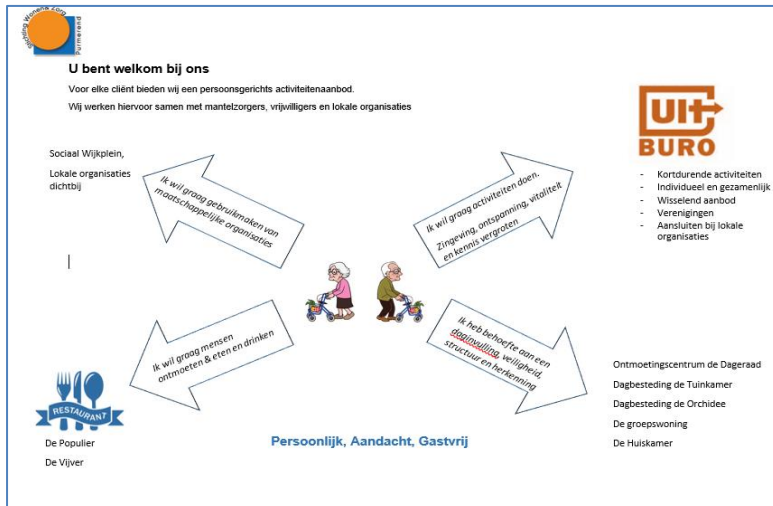 Stichting Wonen & Zorg
Purmerend
U bent welkom bij ons
Voor elke cliënt bieden wij een persoonsgerichts activiteitenaanbod.
Wij werken hiervoor samen met mantelzorgers, vrijwilligers en lokale organisaties
Sociaal Wijkplein,
Lokale organisaties
dichtbij
Ik wil graag gebruikmaken van
maatschappelijke organisaties
Ik wil graag activiteiten doen.
Zingeving, ontspanning, vitaliteit
en kennis vergroten
UIt
BURO
- Kortdurende activiteiten
- Individueel en gezamenlijk
- Wisselend aanbod
- Verenigingen
- Aansluiten bij lokale
organisaties
Ik wil graag mensen
ontmoeten & eten en drinken
Ik heb behoefte aan een
daginvulling, veiligheid,
structuur en herkenning
RESTAURANT
De Populier
De Vijver
Persoonlijk, Aandacht, Gastvrij
Ontmoetingscentrum de Dageraad
Dagbesteding de Tuinkamer
Dagbesteding de Orchidee
De groepswoning
De Huiskamer